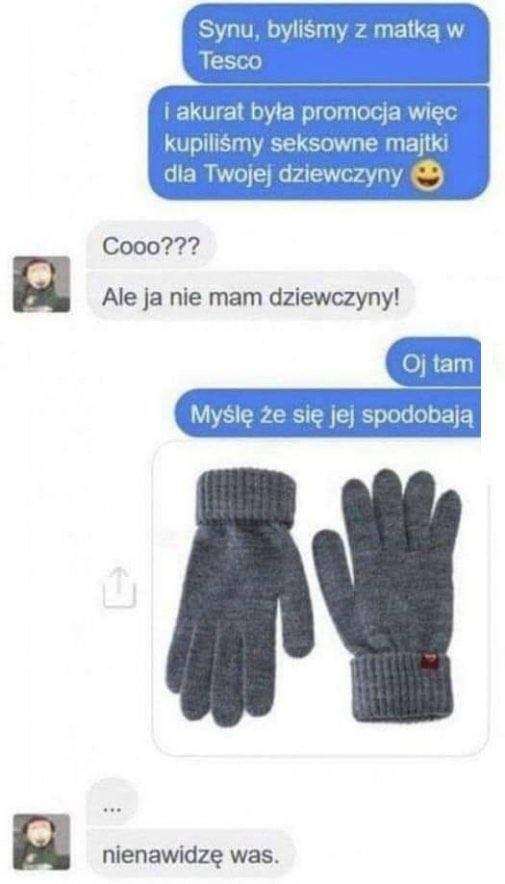 Synu, byliśmy z matką w
Tesco
i akurat była promocja więc
kupiliśmy seksowne majtki
dla Twojej dziewczyny 😀
Cooo???
Ale ja nie mam dziewczyny!
Oj tam
Myślę że się jej spodobają
...
nienawidzę was.